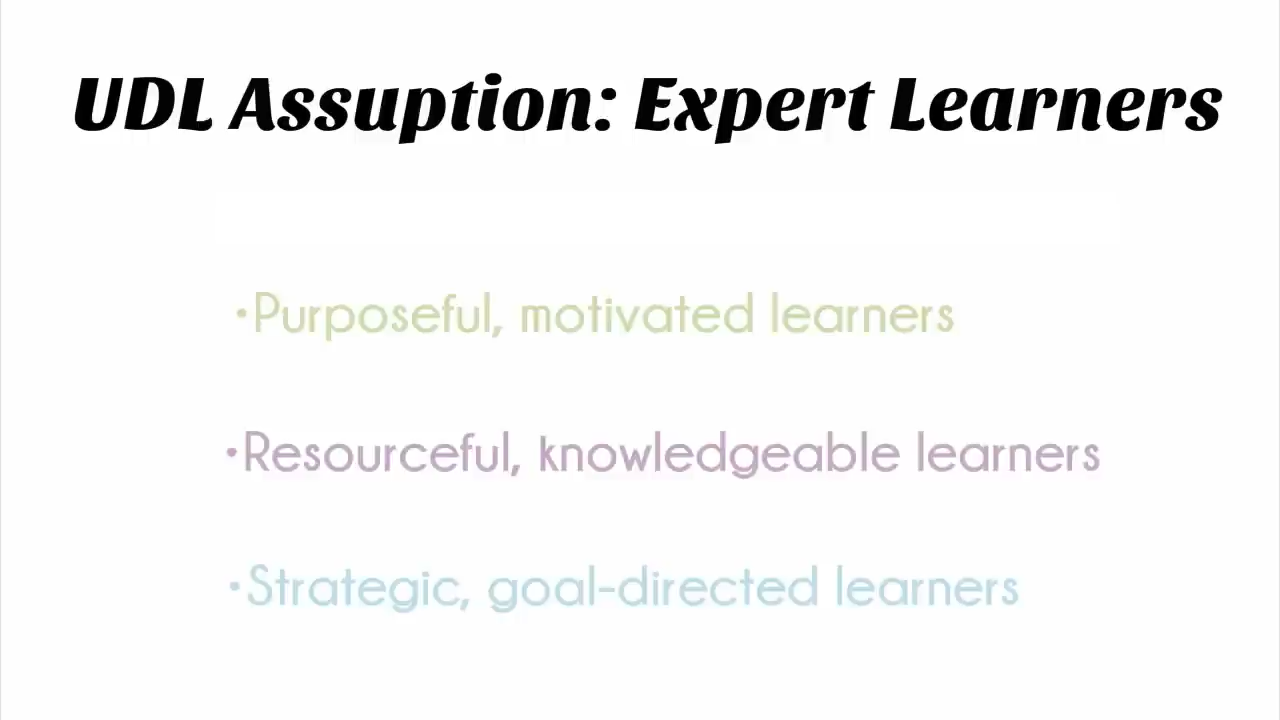 UDL Assuption: Expert Learners
•Purposeful, motivated learners
•Resourceful, knowledgeable learners
•Strategic, goal-directed learners